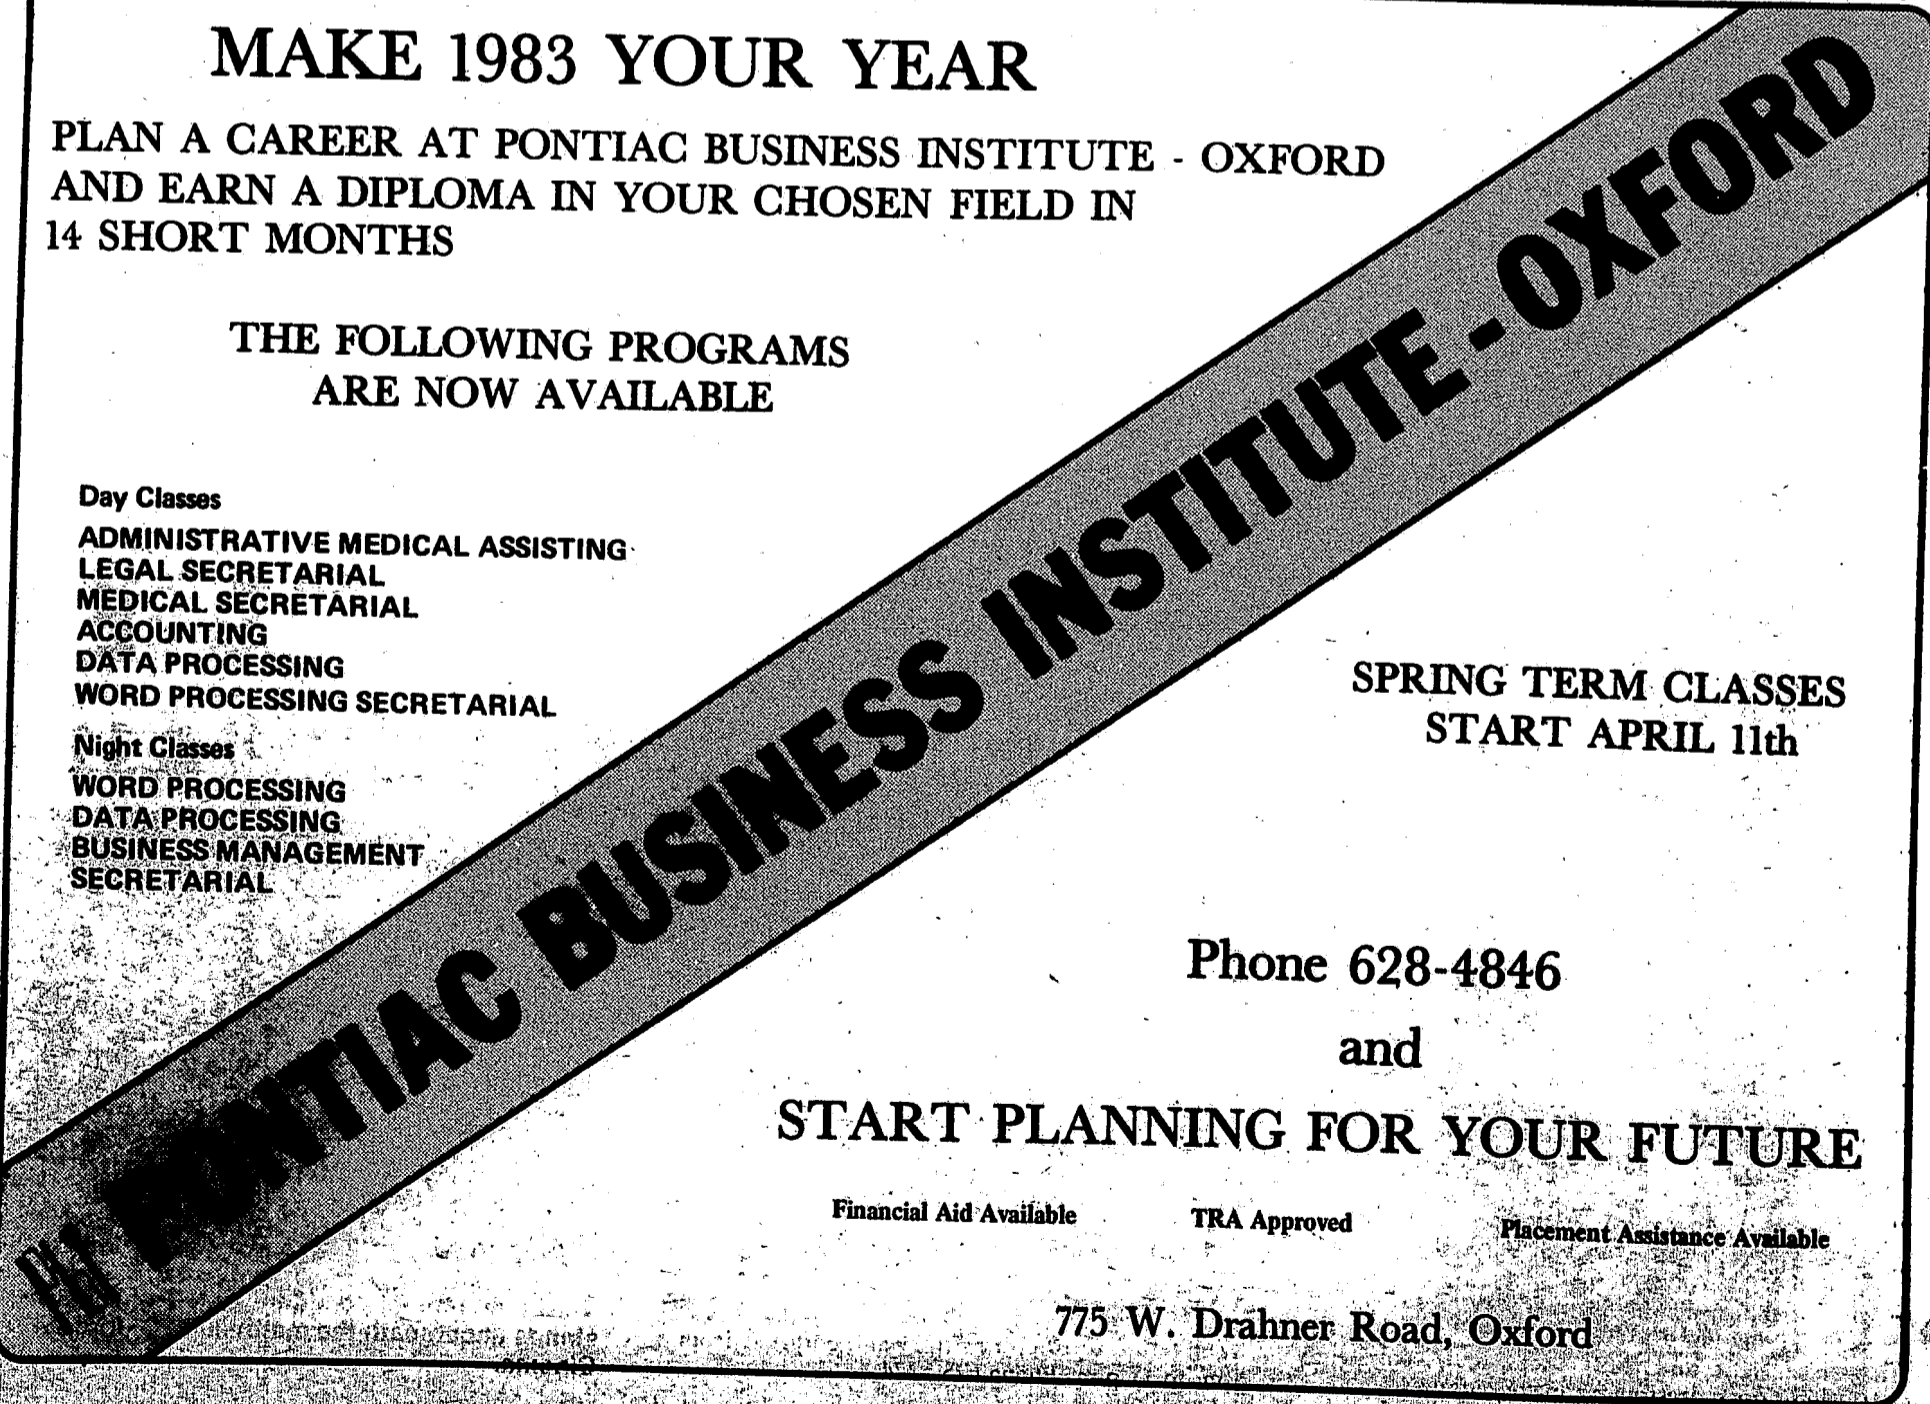 MAKE 1983 YOUR YEAR
PLAN A CAREER AT PONTIAC BUSINESS INSTITUTE - OXFORD
AND EARN A DIPLOMA IN YOUR CHOSEN FIELD IN
14 SHORT MONTHS
THE FOLLOWING PROGRAMS
ARE NOW AVAILABLE
Day Classes
ADMINISTRATIVE MEDICAL ASSISTING
LEGAL SECRETARIAL
MEDICAL SECRETARIAL
ACCOUNTING
DATA PROCESSING
WORD PROCESSING SECRETARIAL
Night Classes
WORD PROCESSING
DATA PROCESSING
BUSINESS MANAGEMENT
SECRETARIAL
PONTIAC BUSINESS INSTITUTE - OXFORD
SPRING TERM CLASSES
START APRIL 11th
Phone 628-4846
and
START PLANNING FOR YOUR FUTURE
Financial Aid Available TRA Approved Placement Assistance Available
775 W. Drahner Road, Oxford